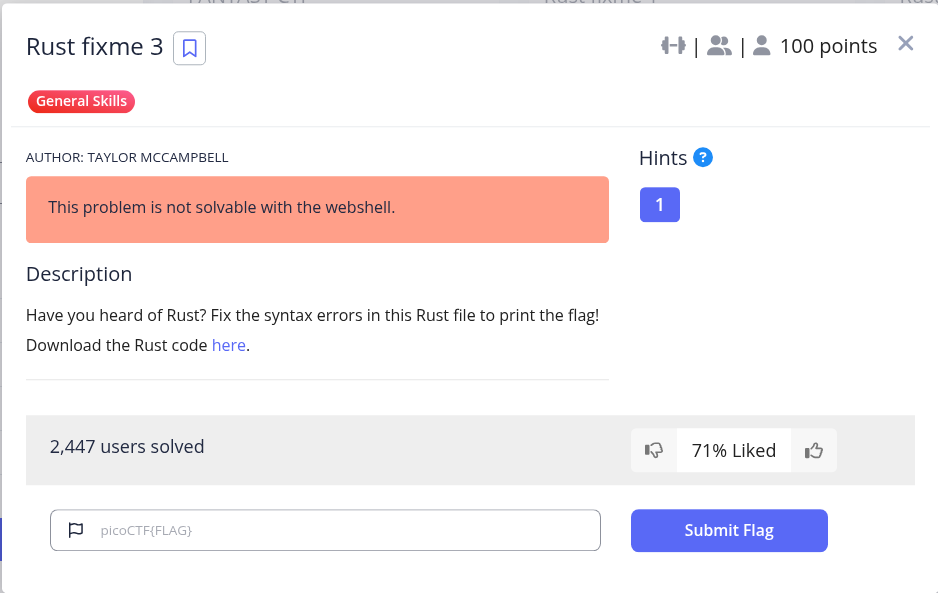 Rust fixme 3
| | 100 points
General Skills
AUTHOR: TAYLOR MCCAMPBELL
Hints ?
This problem is not solvable with the webshell.
1
Description
Have you heard of Rust? Fix the syntax errors in this Rust file to print the flag!
Download the Rust code here.
2,447 users solved
71% Liked
picoCTF{FLAG}
Submit Flag